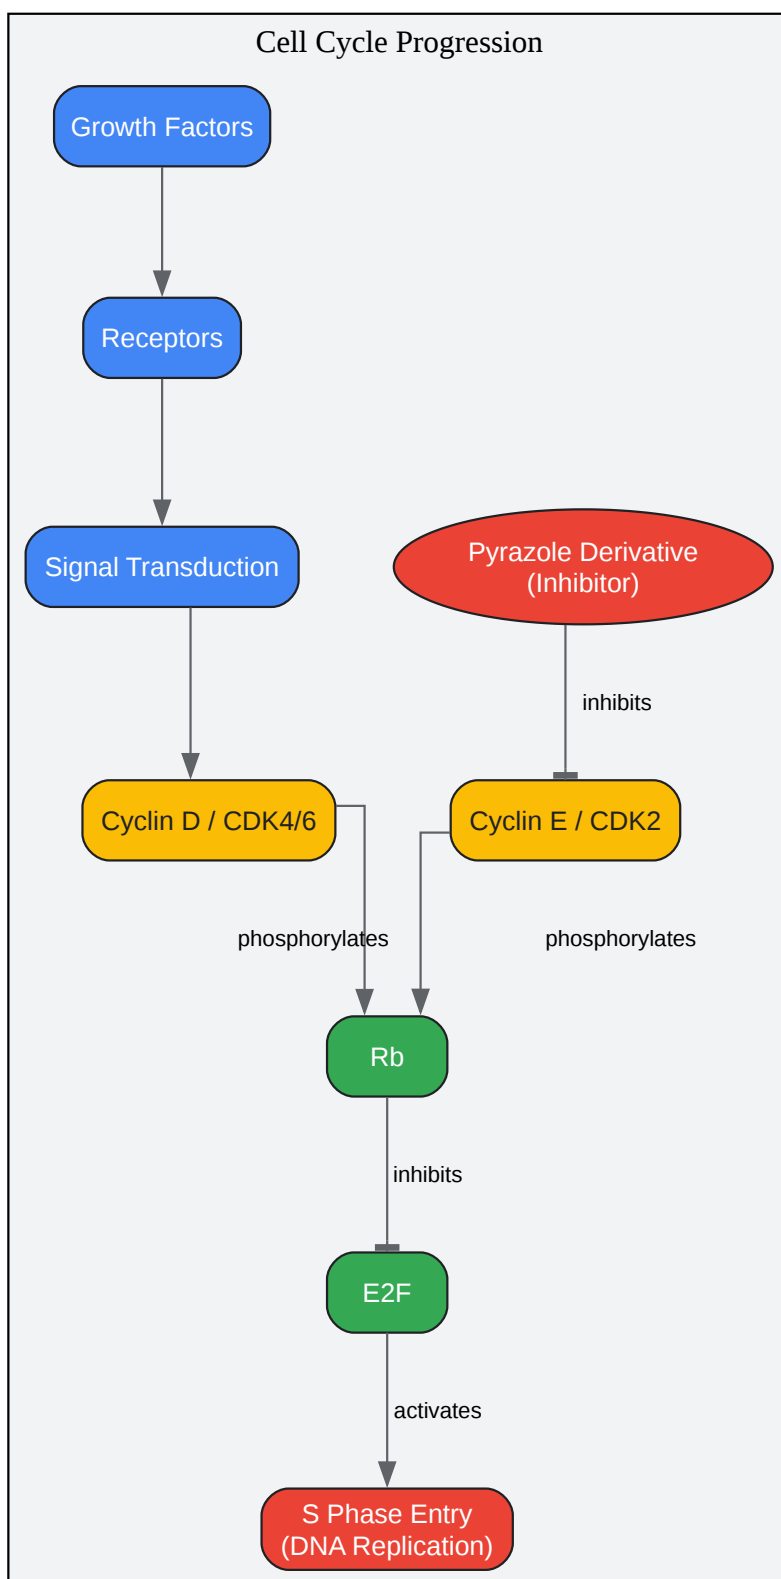 Cell Cycle Progression
Growth Factors
Receptors
Signal Transduction
Pyrazole Derivative
(Inhibitor)
inhibits
Cyclin D / CDK4/6
Cyclin E / CDK2
phosphorylates
phosphorylates
Rb
inhibits
E2F
activates
S Phase Entry
(DNA Replication)